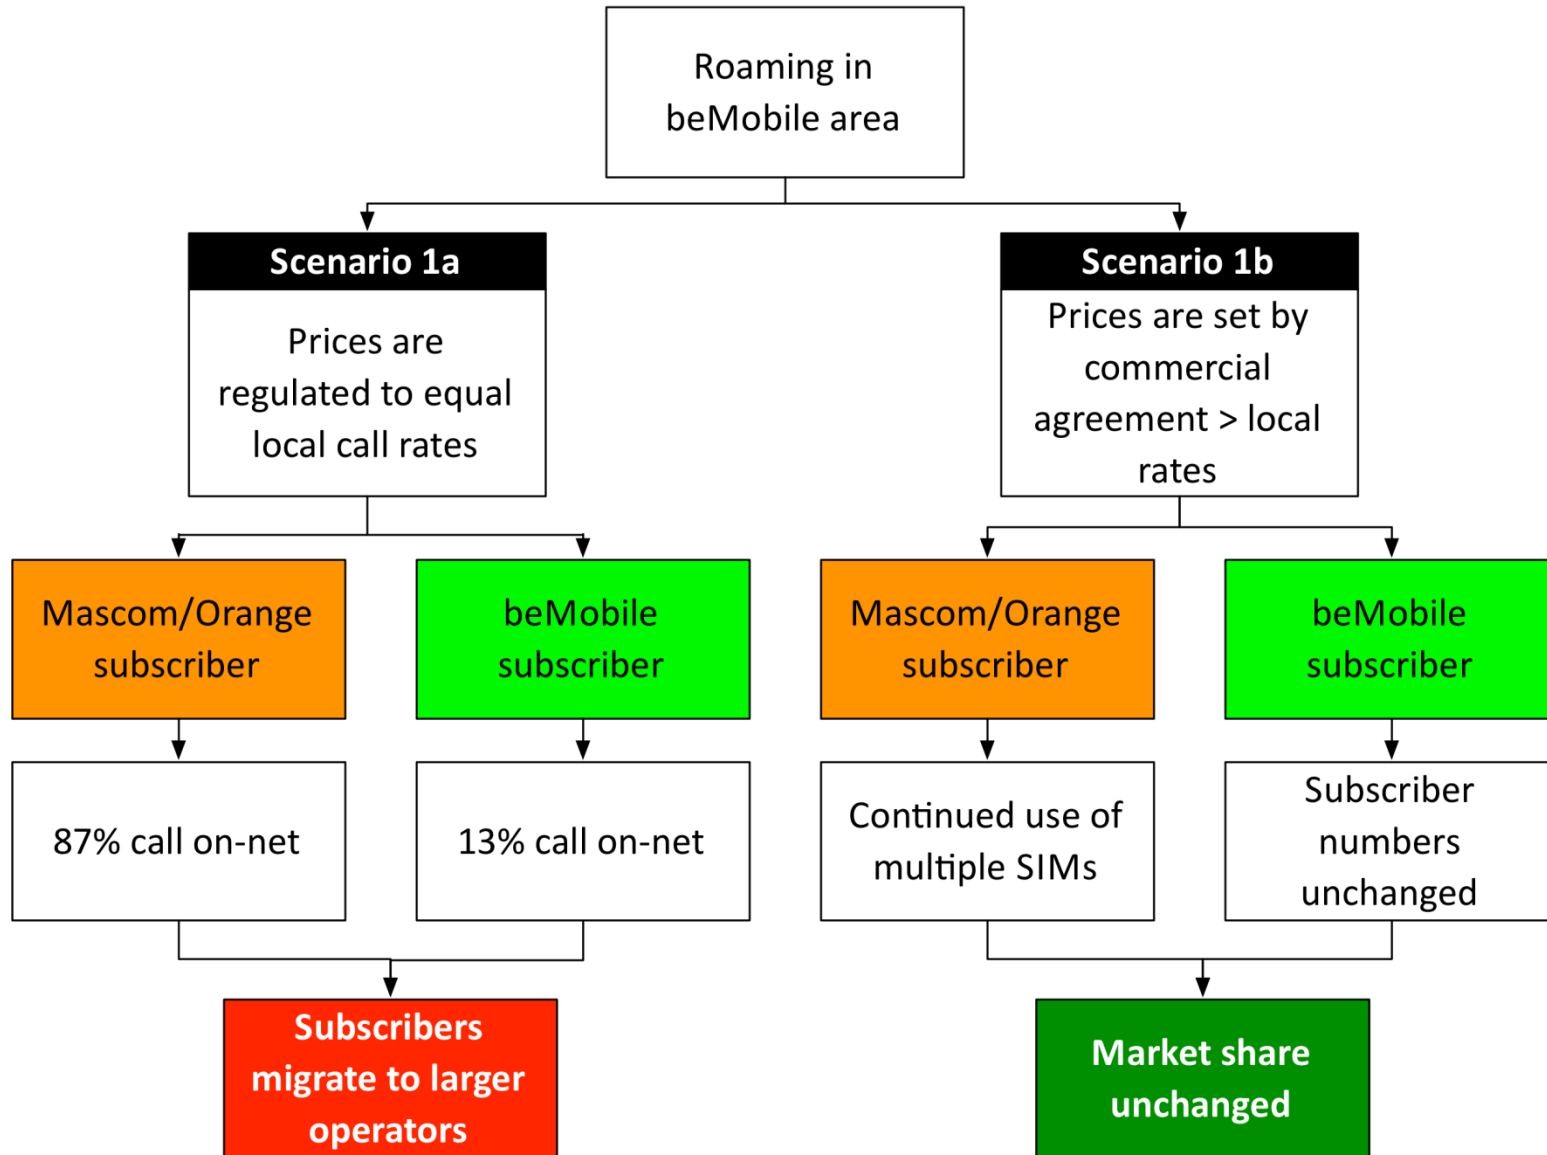 Roaming in
beMobile area
Scenario 1a
Prices are
regulated to equal
local call rates
Scenario 1b
Prices are set by
commercial
agreement > local
rates
Mascom/Orange
subscriber
beMobile
subscriber
Mascom/Orange
subscriber
beMobile
subscriber
87% call on-net
13% call on-net
Continued use of
multiple SIMs
Subscriber
numbers
unchanged
Subscribers
migrate to larger
operators
Market share
unchanged